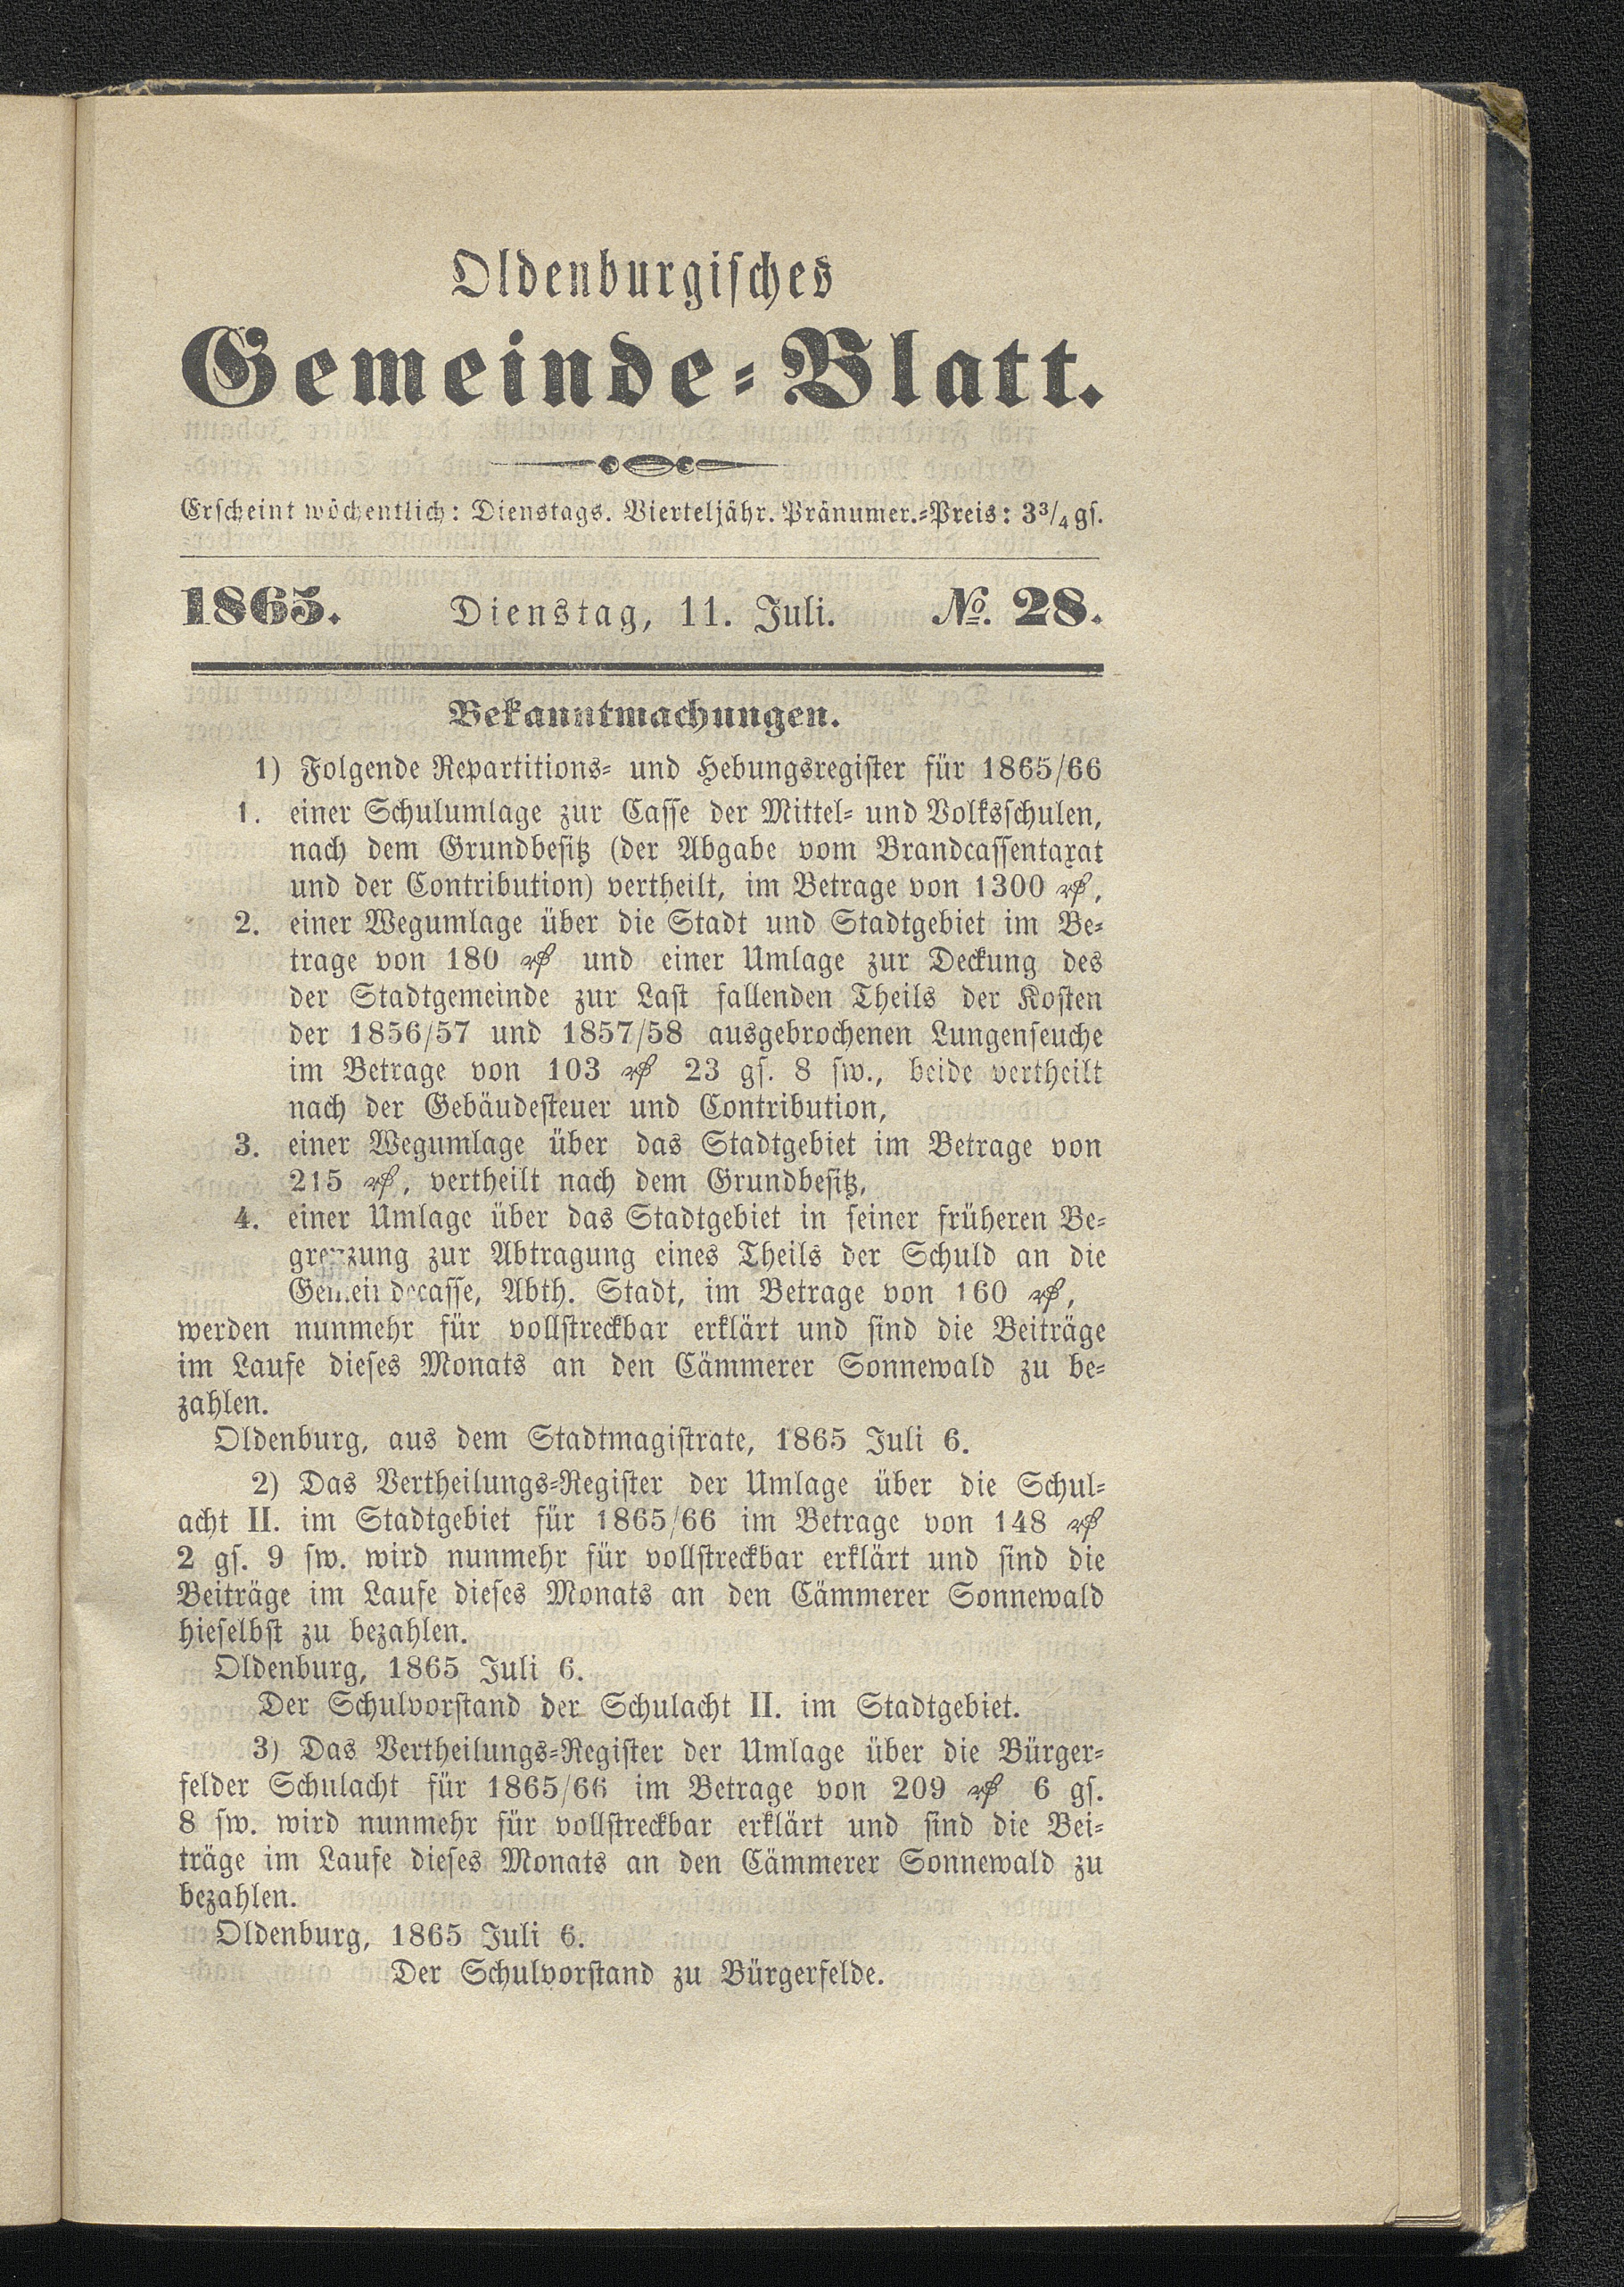 Oldenburgisches
Gemeinde-Blatt.
Erscheint wöchentlich: Dienstags. Vierteljähr. Pränumer.-Preis: 3¾ gs.
1865. Dienstag, 11. Juli. №. 28.
Bekanntmachungen.
1) Folgende Repartitions- und Hebungsregister für 1865/66
1. einer Schulumlage zur Casse der Mittel- und Volksschulen,
nach dem Grundbesitz (der Abgabe vom Brandcassentaxat
und der Contribution) vertheilt, im Betrage von 1300 ₰,
2. einer Wegumlage über die Stadt und Stadtgebiet im Be-
trage von 180 ₰ und einer Umlage zur Deckung des
der Stadtgemeinde zur Last fallenden Theils der Kosten
der 1856/57 und 1857/58 ausgebrochenen Lungenseuche
im Betrage von 103 ₰ 23 gs. 8 sw., beide vertheilt
nach der Gebäudesteuer und Contribution,
3. einer Wegumlage über das Stadtgebiet im Betrage von
215 ₰, vertheilt nach dem Grundbesitz,
4. einer Umlage über das Stadtgebiet in seiner früheren Be-
grenzung zur Abtragung eines Theils der Schuld an die
Gemeindecasse, Abth. Stadt, im Betrage von 160 ₰,
werden nunmehr für vollstreckbar erklärt und sind die Beiträge
im Laufe dieses Monats an den Cämmerer Sonnewald zu be-
zahlen.
Oldenburg, aus dem Stadtmagistrate, 1865 Juli 6.
2) Das Vertheilungs-Register der Umlage über die Schul-
acht II. im Stadtgebiet für 1865/66 im Betrage von 148 ₰
2 gs. 9 sw. wird nunmehr für vollstreckbar erklärt und sind die
Beiträge im Laufe dieses Monats an den Cämmerer Sonnewald
hieselbst zu bezahlen.
Oldenburg, 1865 Juli 6.
Der Schulvorstand der Schulacht II. im Stadtgebiet.
3) Das Vertheilungs-Register der Umlage über die Bürger-
felder Schulacht für 1865/66 im Betrage von 209 ₰ 6 gs.
8 sw. wird nunmehr für vollstreckbar erklärt und sind die Bei-
träge im Laufe dieses Monats an den Cämmerer Sonnewald zu
bezahlen.
Oldenburg, 1865 Juli 6.
Der Schulvorstand zu Bürgerfelde.